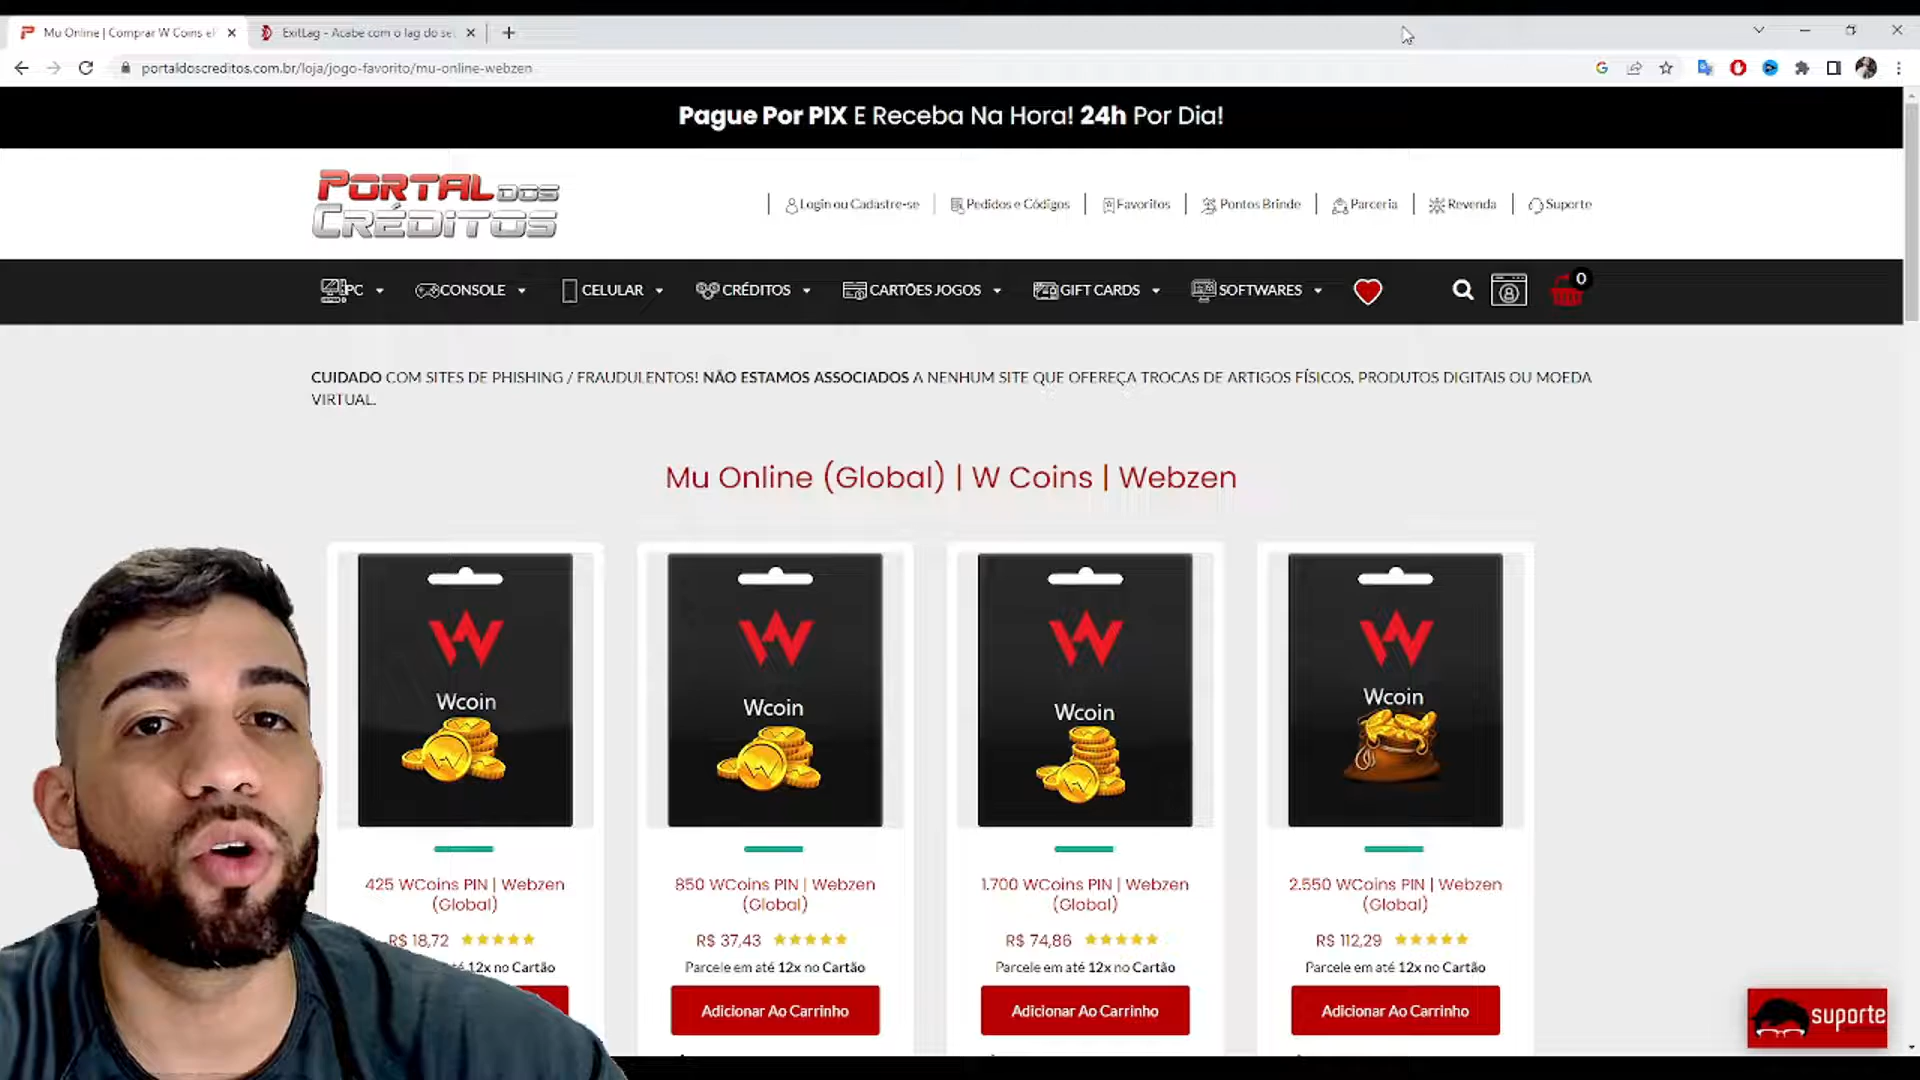 Mu Online | Comprar W Coins el
ExitLag - Acabe com o lag do se
portaldoscreditos.com.br/loja/jogo-favorito/mu-online-webzen
Pague Por PIX E Receba Na Hora! 24h Por Dia!
PORTAL DOS
CRÉDITOS
Login ou Cadastre-se
Pedidos e Códigos
Favoritos
Pontos Brinde
Parceria
Revenda
Suporte
PC
CONSOLE
CELULAR
CRÉDITOS
CARTÕES JOGOS
GIFT CARDS
SOFTWARES
0
CUIDADO COM SITES DE PHISHING / FRAUDULENTOS! NÃO ESTAMOS ASSOCIADOS A NENHUM SITE QUE OFEREÇA TROCAS DE ARTIGOS FÍSICOS, PRODUTOS DIGITAIS OU MOEDA
VIRTUAL.
Mu Online (Global) | W Coins | Webzen
Wcoin
Wcoin
Wcoin
Wcoin
425 WCoins PIN | Webzen
(Global)
R$ 18,72
até 12x no Cartão
850 WCoins PIN | Webzen
(Global)
R$ 37,43
Parcele em até 12x no Cartão
Adicionar Ao Carrinho
1.700 WCoins PIN | Webzen
(Global)
R$ 74,86
Parcele em até 12x no Cartão
Adicionar Ao Carrinho
2.550 WCoins PIN | Webzen
(Global)
R$ 112,29
Parcele em até 12x no Cartão
Adicionar Ao Carrinho
suporte